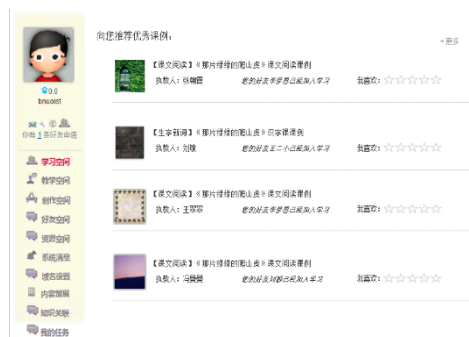 向您推荐优秀课例：
+更多
0.0
bnuoist
你有 1 条好友申请
学习空间
教学空间
创作空间
好友空间
资源空间
系统消息
域名设置
内容策展
知识关联
我的任务
【课文阅读】《那片绿绿的爬山虎》课文阅读课例
执教人：
您的好友李梦思已经加入学习
我喜欢：
【生字新词】《那片绿绿的爬山虎》识字课课例
执教人：刘敏
您的好友王二小已经加入学习
我喜欢：
【课文阅读】《那片绿绿的爬山虎》课文阅读课例
执教人：王翠翠
您的好友李梦思已经加入学习
我喜欢：
【课文阅读】《那片绿绿的爬山虎》课文阅读课例
执教人：冯曼曼
您的好友刘郁已经加入学习
我喜欢：